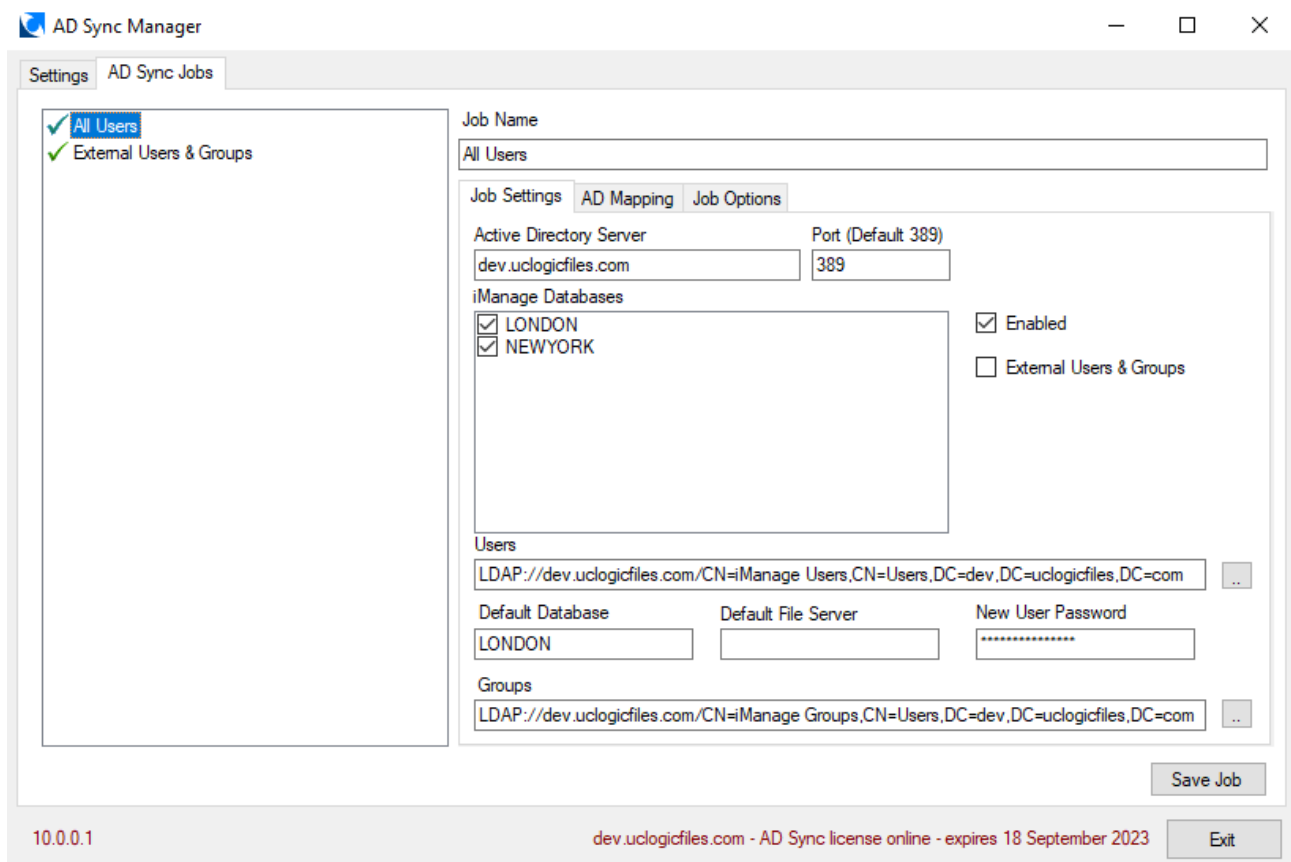 AD Sync Manager
Settings AD Sync Jobs
All Users
External Users & Groups
Job Name
All Users
Job Settings AD Mapping Job Options
Active Directory Server Port (Default 389)
dev.uclogicfiles.com 389
iManage Databases
LONDON
NEWYORK
Enabled
External Users & Groups
Users
LDAP://dev.uclogicfiles.com/CN=iManage Users,CN=Users,DC=dev,DC=uclogicfiles,DC=com ..
Default Database Default File Server New User Password
LONDON ***************
Groups
LDAP://dev.uclogicfiles.com/CN=iManage Groups,CN=Users,DC=dev,DC=uclogicfiles,DC=com ..
Save Job
10.0.0.1 dev.uclogicfiles.com - AD Sync license online - expires 18 September 2023 Exit